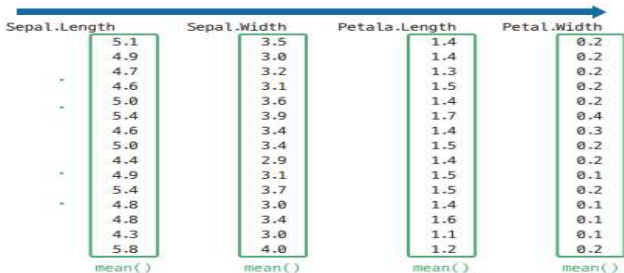 Sepal.Length Sepal.Width Petala.Length Petal.Width
5.1 3.5 1.4 0.2
4.9 3.0 1.4 0.2
4.7 3.2 1.3 0.2
4.6 3.1 1.5 0.2
5.0 3.6 1.4 0.2
5.4 3.9 1.7 0.4
4.6 3.4 1.4 0.3
5.0 3.4 1.5 0.2
4.4 2.9 1.4 0.2
4.9 3.1 1.5 0.1
5.4 3.7 1.5 0.2
4.8 3.0 1.4 0.1
4.8 3.4 1.6 0.1
4.3 3.0 1.1 0.1
5.8 4.0 1.2 0.2
mean() mean() mean() mean()